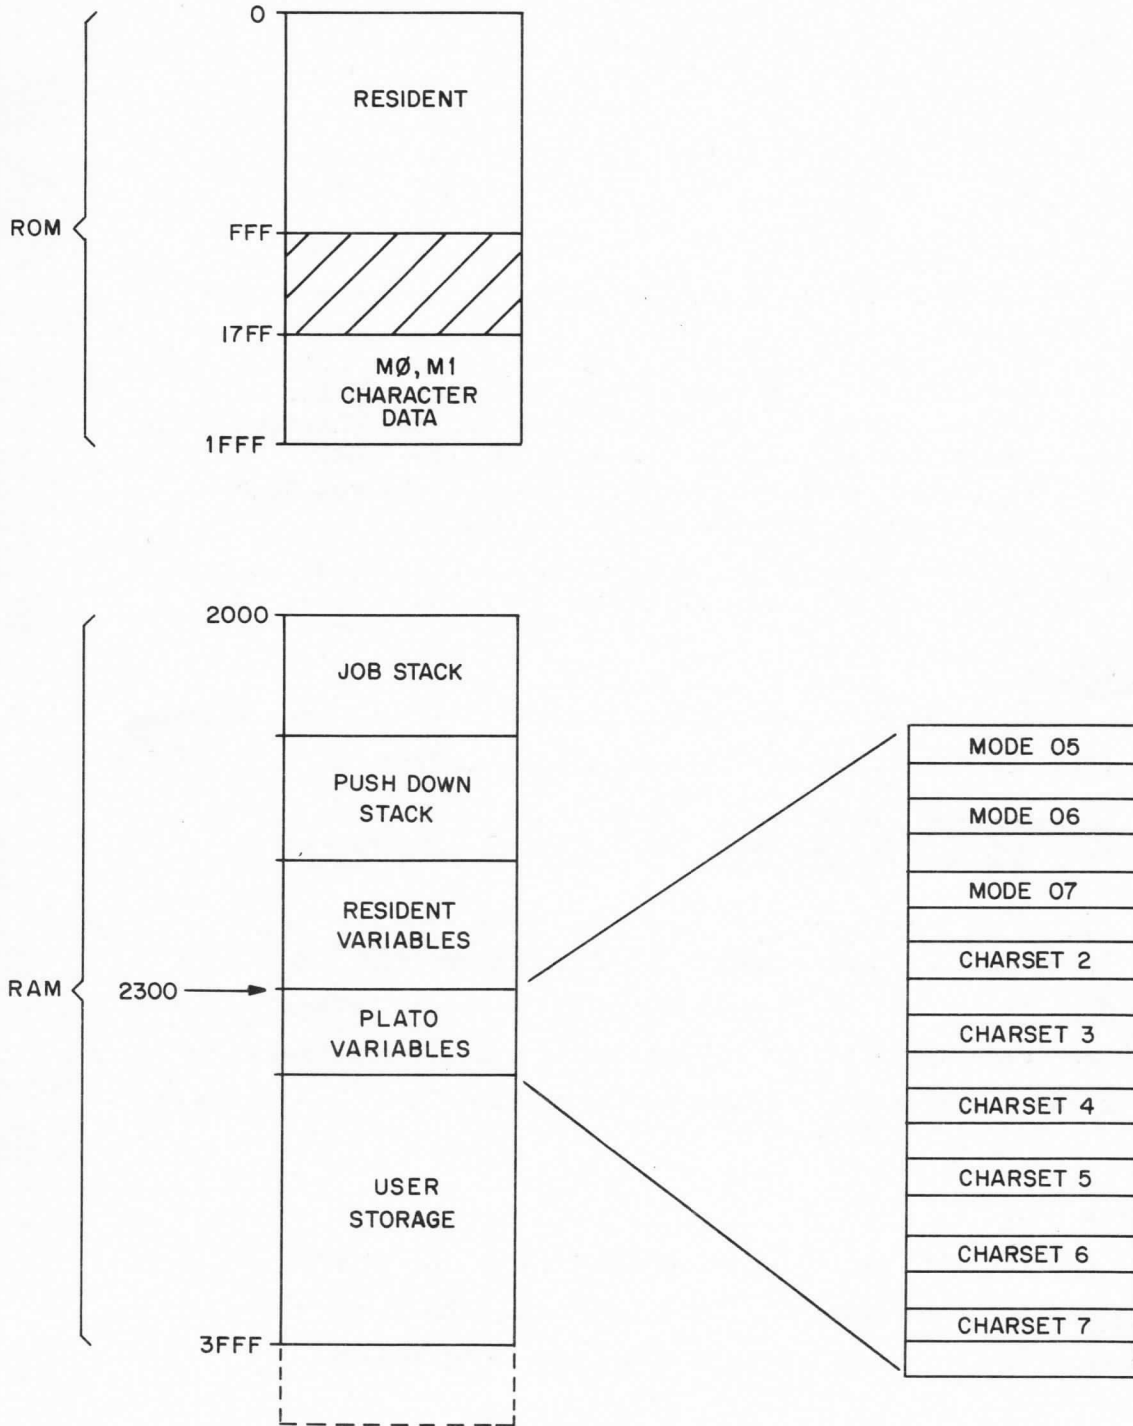 0
RESIDENT
ROM
FFF
17FF
MØ, M1
CHARACTER
DATA
1FFF
2000
JOB STACK
PUSH DOWN
STACK
RESIDENT
VARIABLES
RAM
2300
PLATO
VARIABLES
USER
STORAGE
3FFF
MODE 05
MODE 06
MODE 07
CHARSET 2
CHARSET 3
CHARSET 4
CHARSET 5
CHARSET 6
CHARSET 7